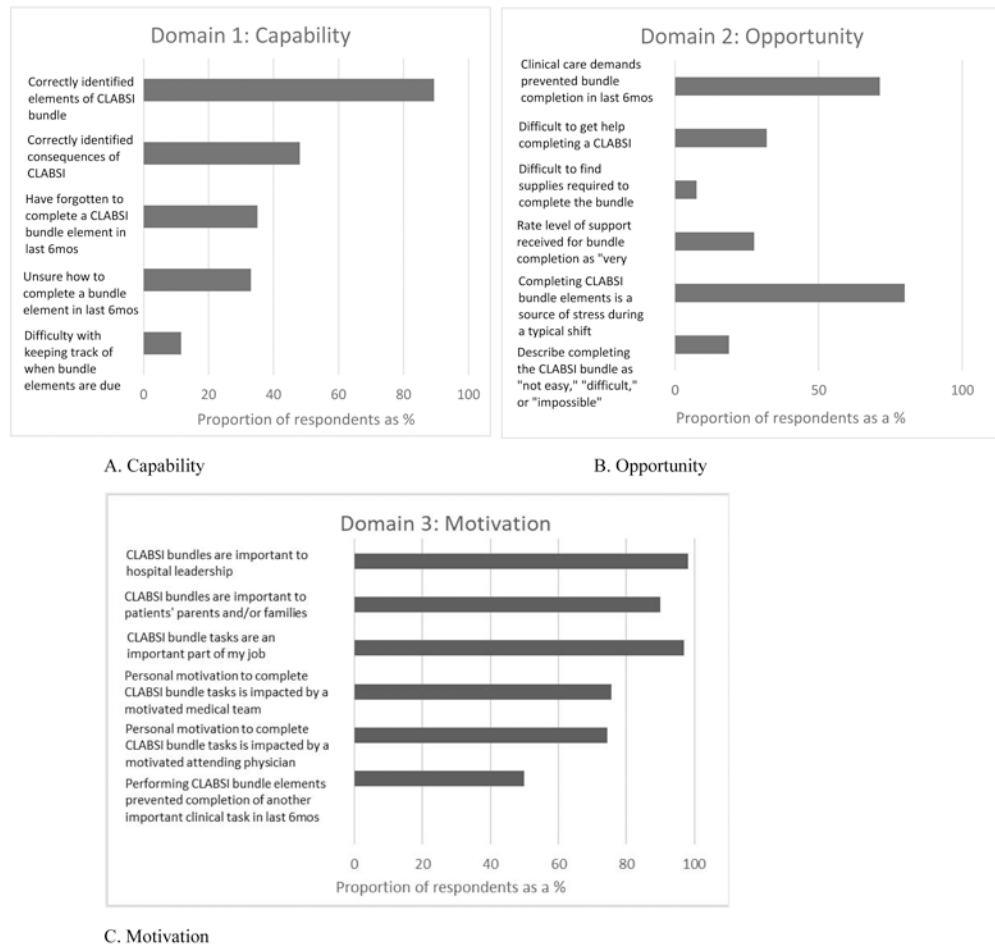 Domain 1: Capability
Correctly identified
elements of CLABSI
bundle
Correctly identified
consequences of
CLABSI
Have forgotten to
complete a CLABSI
bundle element in
last 6mos
Unsure how to
complete a bundle
element in last 6mos
Difficulty with
keeping track of
when bundle
elements are due
0 20 40 60 80 100
Proportion of respondents as %
A. Capability
Domain 2: Opportunity
Clinical care demands
prevented bundle
completion in last 6mos
Difficult to get help
completing a CLABSI
Difficult to find
supplies required to
complete the bundle
Rate level of support
received for bundle
completion as "very
Completing CLABSI
bundle elements is a
source of stress during
a typical shift
Describe completing
the CLABSI bundle as
"not easy," "difficult,"
or "impossible"
0 50 100
Proportion of respondents as a %
B. Opportunity
Domain 3: Motivation
CLABSI bundles are important to
hospital leadership
CLABSI bundles are important to
patients' parents and/or families
CLABSI bundle tasks are an
important part of my job
Personal motivation to complete
CLABSI bundle tasks is impacted by a
motivated medical team
Personal motivation to complete
CLABSI bundle tasks is impacted by a
motivated attending physician
Performing CLABSI bundle elements
prevented completion of another
important clinical task in last 6mos
0 20 40 60 80 100
Proportion of respondents as a %
C. Motivation